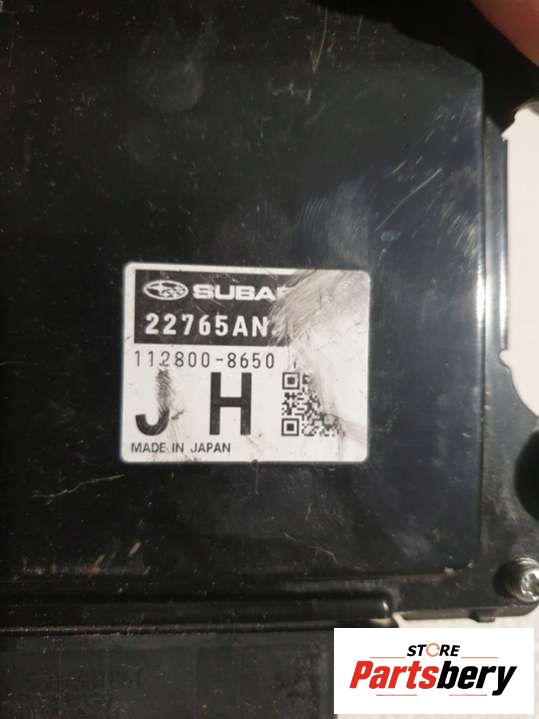 SUBA
22765AN
112800-8650
J H
MADE IN JAPAN
STORE
Partsbery